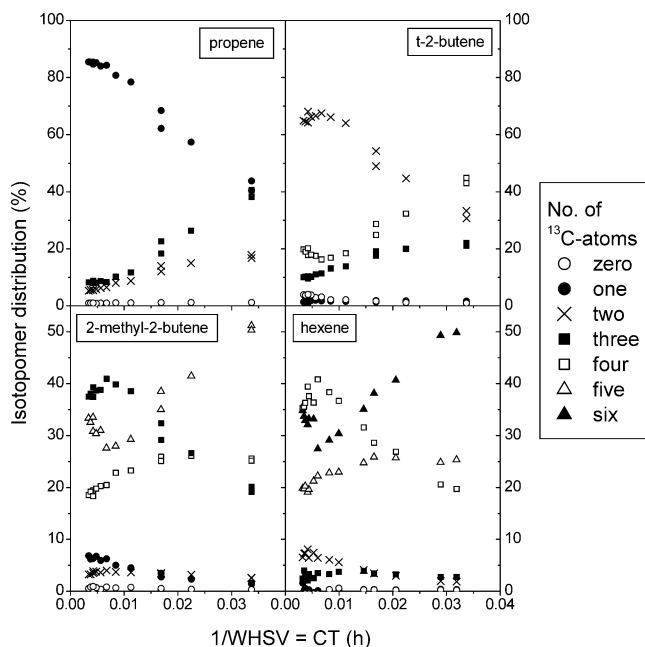 100
80
60
40
20
0
propene
t-2-butene
100
80
60
40
20
0
50
40
30
20
10
0
2-methyl-2-butene
hexene
50
40
30
20
10
0
0.00 0.01 0.02 0.03 0.00 0.01 0.02 0.03 0.04
Isotopomer distribution (%)
1/WHSV = CT (h)
No. of
¹³C-atoms
zero
one
two
three
four
five
six